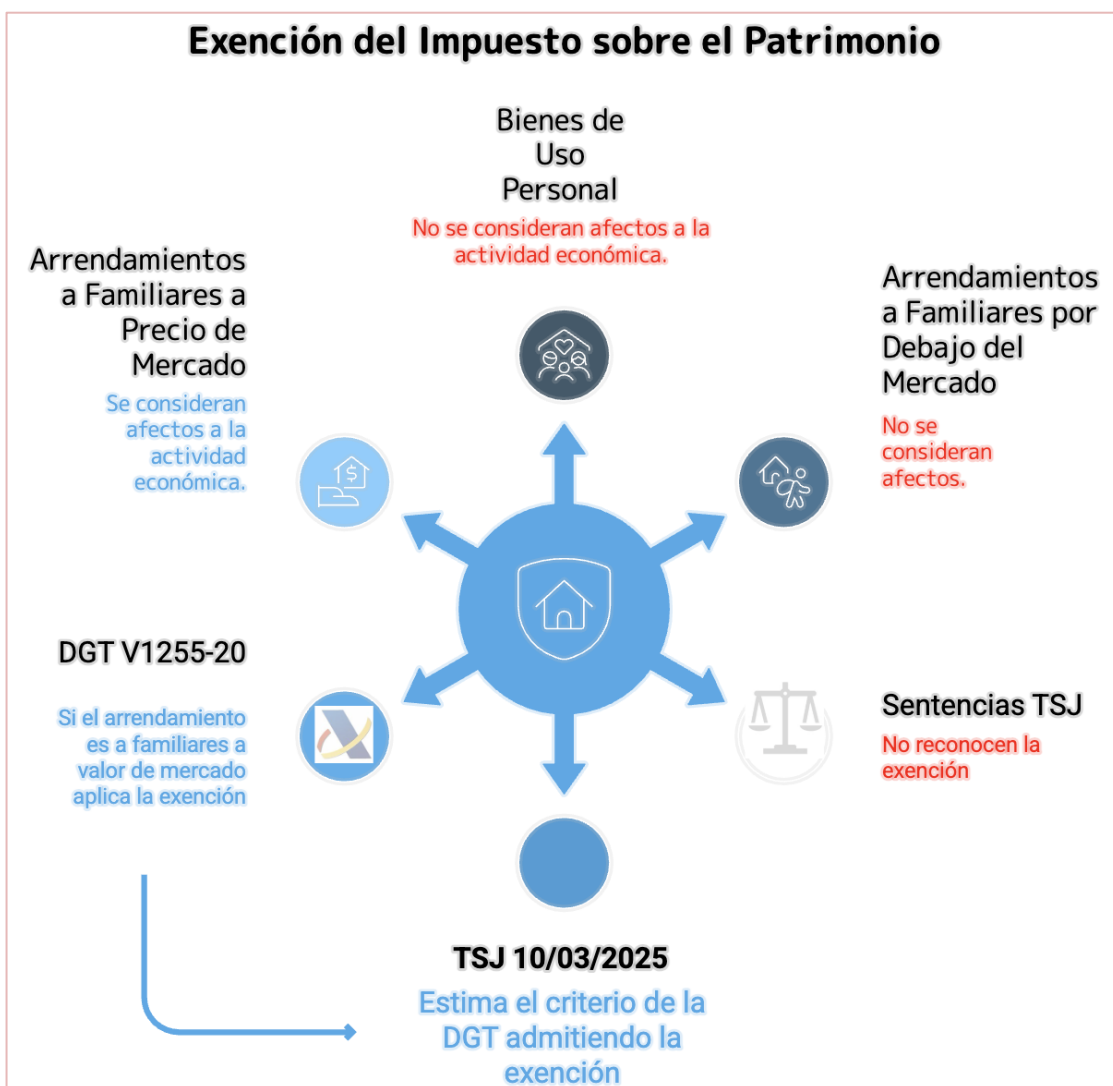 Exención del Impuesto sobre el Patrimonio
Bienes de
Uso
Personal
No se consideran afectos a la
actividad económica.
Arrendamientos
a Familiares a
Precio de
Mercado
Se consideran
afectos a la
actividad
económica.
Arrendamientos
a Familiares por
Debajo del
Mercado
No se
consideran
afectos.
$
DGT V1255-20
Si el arrendamiento
es a familiares a
valor de mercado
aplica la exención
Sentencias TSJ
No reconocen la
exención
TSJ 10/03/2025
Estima el criterio de la
DGT admitiendo la
exención